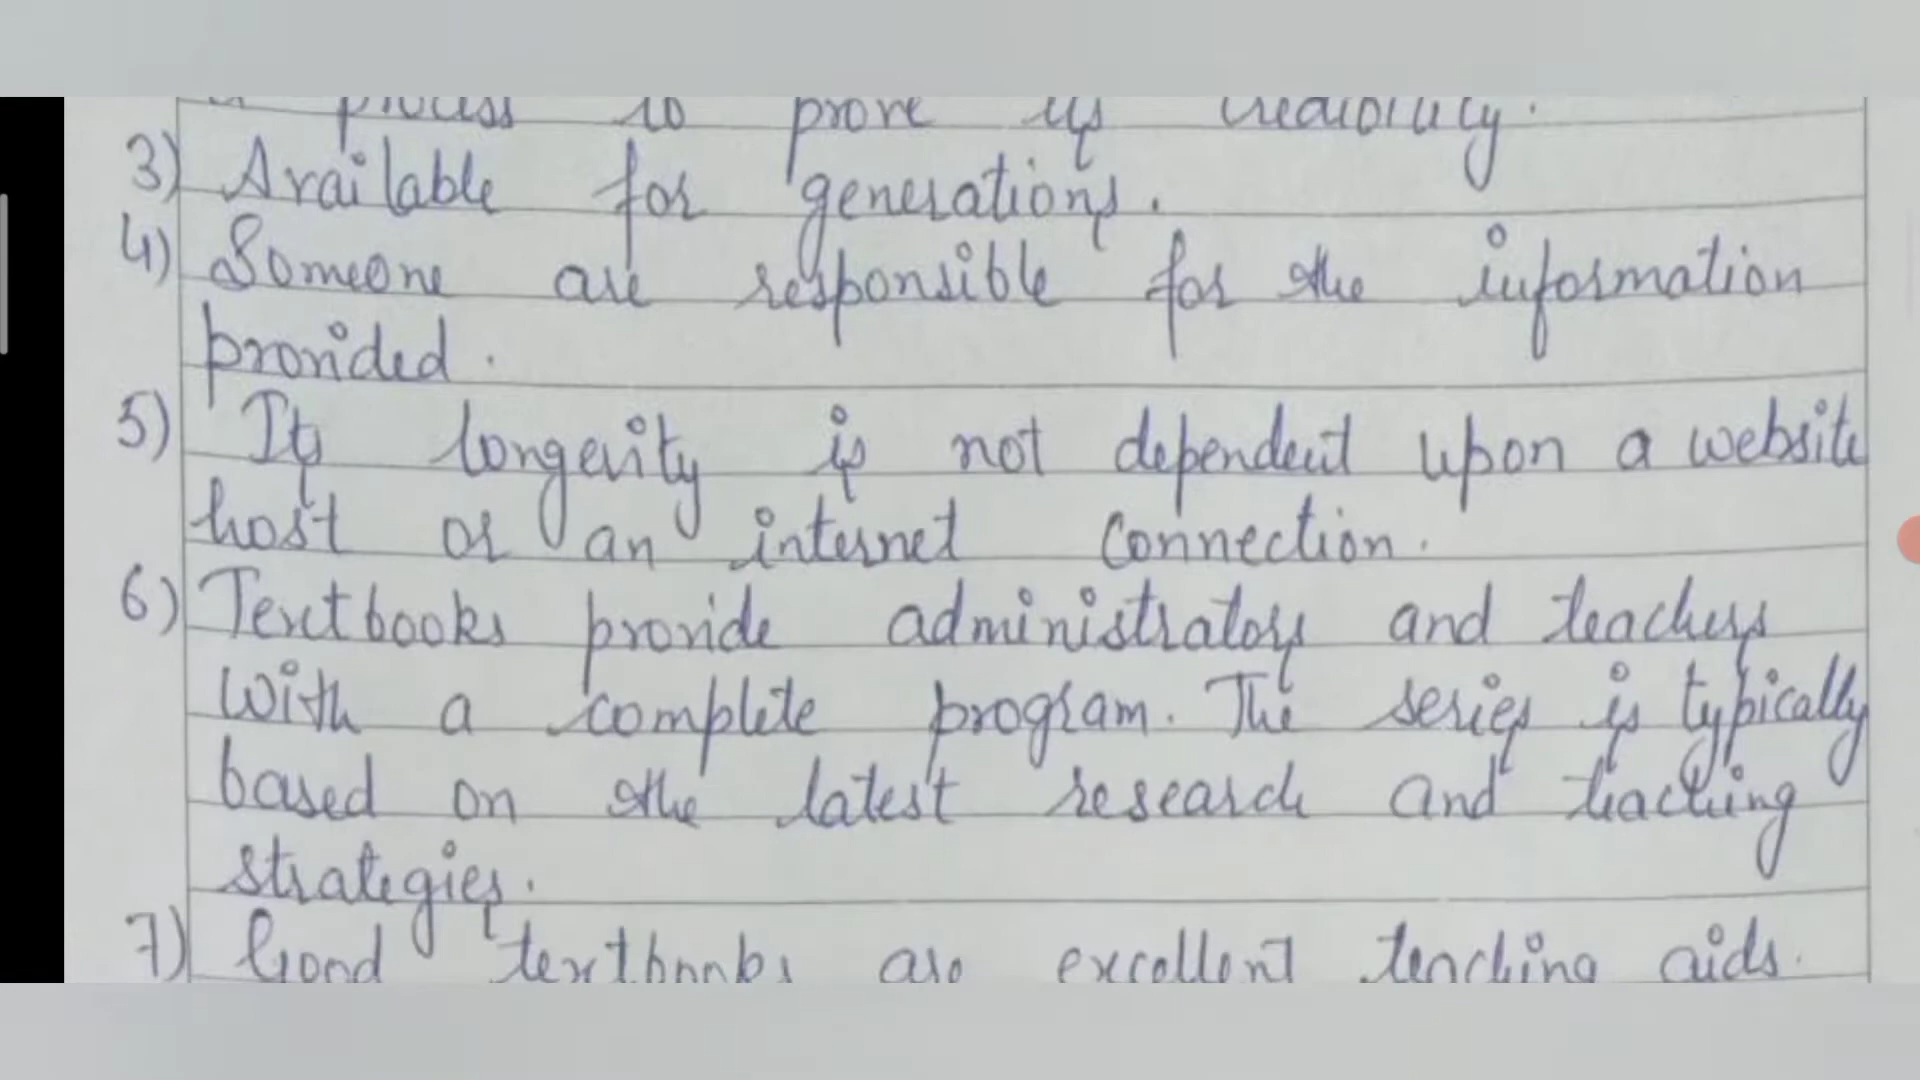 process to prove its credibility.
3) Available for generations.
4) Someone are responsible for the information
provided.
5) Its longevity is not dependent upon a website
host or an internet connection.
6) Textbooks provide administrators and teachers
with a complete program. The series is typically
based on the latest research and teaching
strategies.
7) Good textbooks are excellent teaching aids.